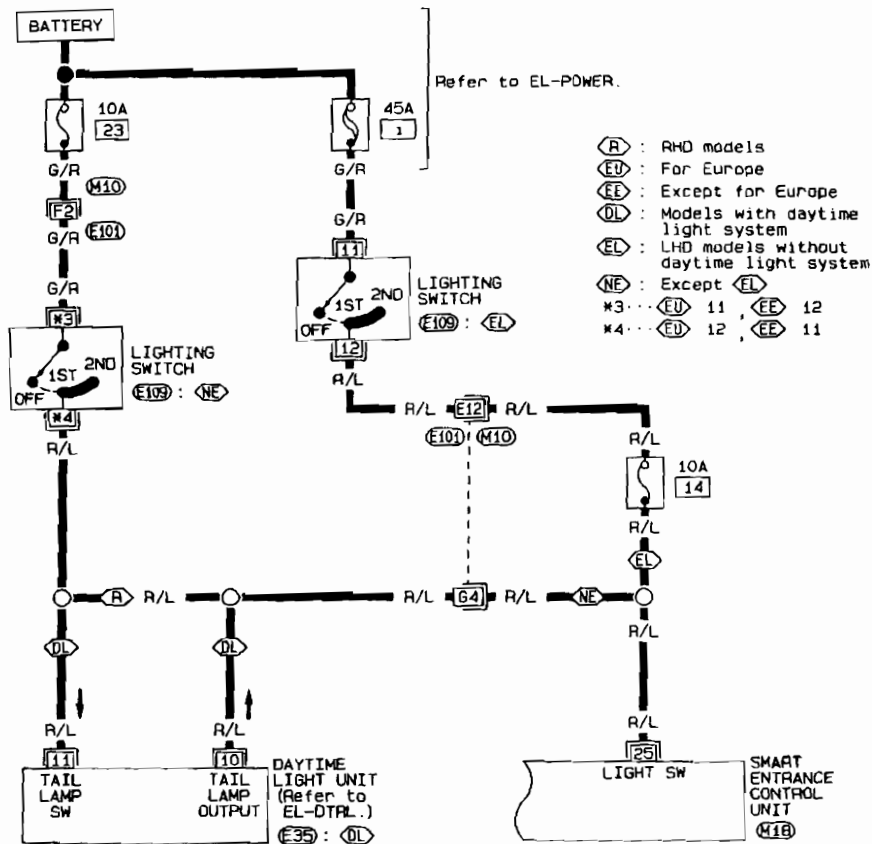 BATTERY
Refer to EL-POWER.
10A
23
45A
1
G/R
M10
F2
G/R
E101
G/R
*3
1ST
2ND
OFF
LIGHTING
SWITCH
E109 : NE
*4
R/L
G/R
G/R
11
1ST
2ND
OFF
LIGHTING
SWITCH
E109 : EL
12
R/L
R : RHD models
EU : For Europe
EE : Except for Europe
DL : Models with daytime
light system
EL : LHD models without
daytime light system
NE : Except EL
*3··· EU 11 , EE 12
*4··· EU 12 , EE 11
R/L E12 R/L
E101 M10
R/L
10A
14
R/L
EL
R R/L
R/L G4 R/L NE
R/L
DL
DL
R/L
R/L
R/L
11
10
25
TAIL
LAMP
SW
TAIL
LAMP
OUTPUT
DAYTIME
LIGHT UNIT
(Refer to
EL-DTRL.)
E35 : DL
LIGHT SW
SMART
ENTRANCE
CONTROL
UNIT
M18